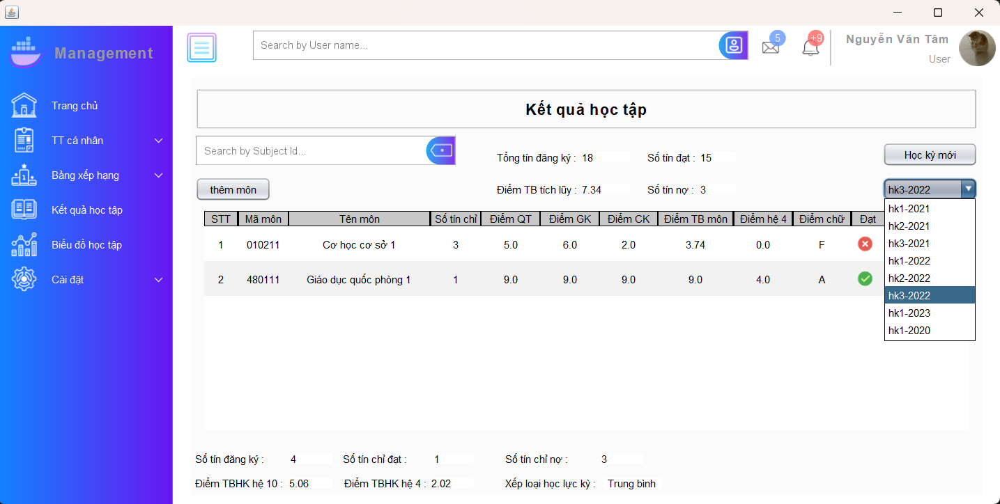 Management
Search by User name...
5
+9
Nguyễn Văn Tâm
User
Trang chủ
TT cá nhân
Bảng xếp hạng
1
Kết quả học tập
Biểu đồ học tập
Cài đặt
Kết quả học tập
Search by Subject Id...
Tổng tín đăng ký : 18
Số tín đạt : 15
Học kỳ mới
thêm môn
Điểm TB tích lũy : 7.34
Số tín nợ : 3
hk3-2022
hk1-2021
hk2-2021
hk3-2021
hk1-2022
hk2-2022
hk3-2022
hk1-2023
hk1-2020
STT Mã môn Tên môn Số tín chỉ Điểm QT Điểm GK Điểm CK Điểm TB môn Điểm hệ 4 Điểm chữ Đạt
1 010211 Cơ học cơ sở 1 3 5.0 6.0 2.0 3.74 0.0 F
2 480111 Giáo dục quốc phòng 1 1 9.0 9.0 9.0 9.0 4.0 A
Số tín đăng ký : 4 Số tín chỉ đạt : 1 Số tín chỉ nợ : 3
Điểm TBHK hệ 10 : 5.06 Điểm TBHK hệ 4 : 2.02 Xếp loại học lực kỳ : Trung bình